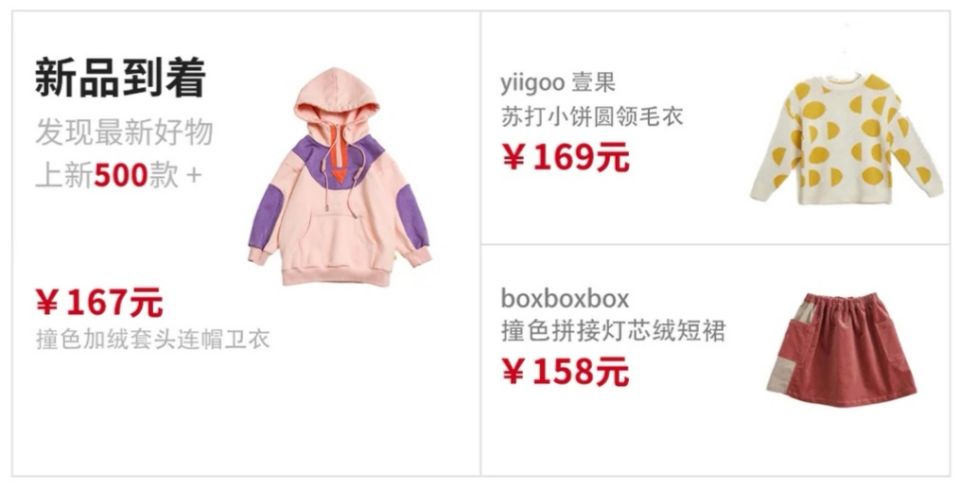 新品到着
发现最新好物
上新500款 +
￥167元
撞色加绒套头连帽卫衣
yiigoo 壹果
苏打小饼圆领毛衣
￥169元
boxboxbox
撞色拼接灯芯绒短裙
￥158元